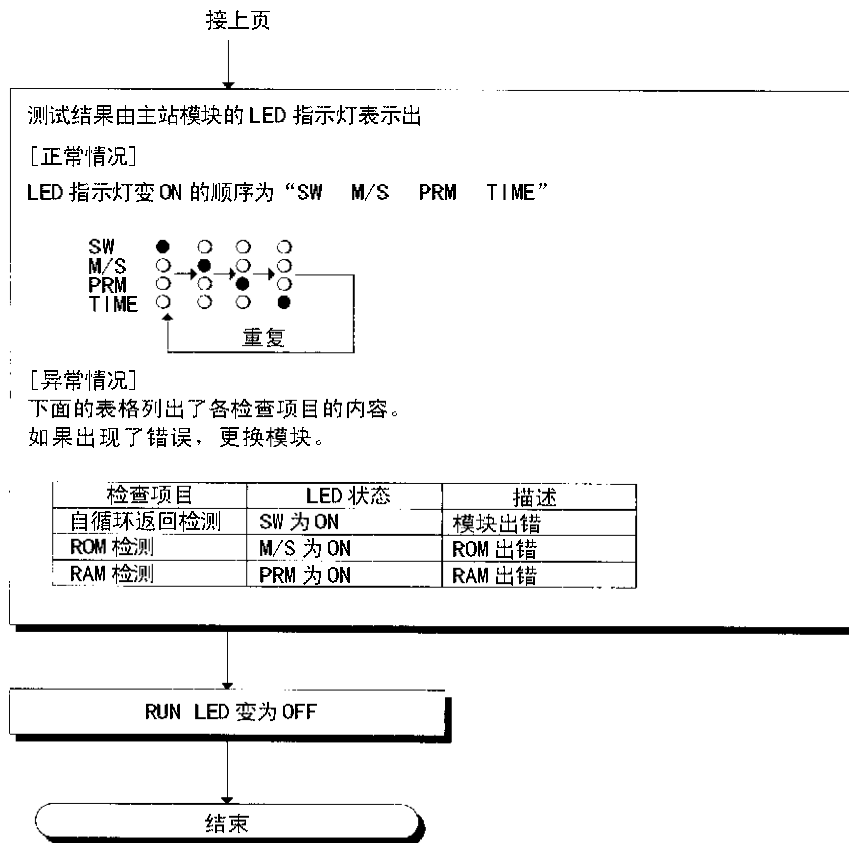 接上页
测试结果由主站模块的 LED 指示灯表示出
[正常情况]
LED 指示灯变 ON 的顺序为“SW M/S PRM TIME”
SW
M/S
PRM
TIME
重复
[异常情况]
下面的表格列出了各检查项目的内容。
如果出现了错误，更换模块。
检查项目 LED 状态 描述
自循环返回检测 SW 为 ON 模块出错
ROM 检测 M/S 为 ON ROM 出错
RAM 检测 PRM 为 ON RAM 出错
RUN LED 变为 OFF
结束